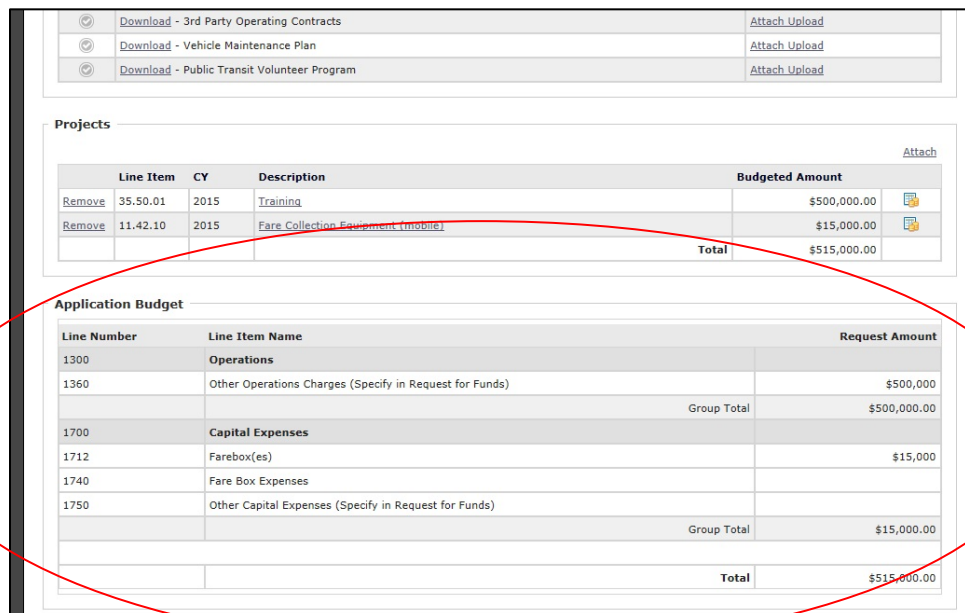 Download - 3rd Party Operating Contracts Attach Upload
Download - Vehicle Maintenance Plan Attach Upload
Download - Public Transit Volunteer Program Attach Upload
Projects
Attach
Line Item CY Description Budgeted Amount
Remove 35.50.01 2015 Training $500,000.00
Remove 11.42.10 2015 Fare Collection Equipment (mobile) $15,000.00
Total $515,000.00
Application Budget
Line Number Line Item Name Request Amount
1300 Operations
1360 Other Operations Charges (Specify in Request for Funds) $500,000
Group Total $500,000.00
1700 Capital Expenses
1712 Farebox(es) $15,000
1740 Fare Box Expenses
1750 Other Capital Expenses (Specify in Request for Funds)
Group Total $15,000.00
Total $515,000.00